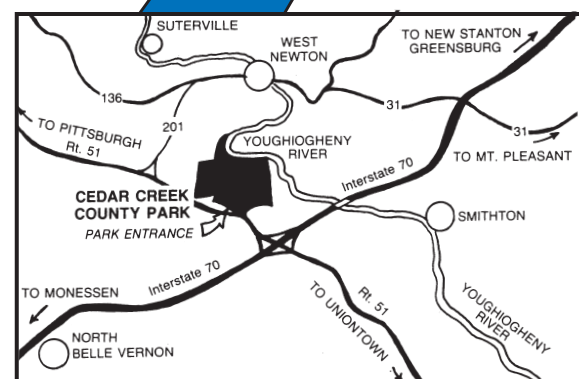 SUTERVILLE
WEST
NEWTON
TO NEW STANTON
GREENSBURG
136
201
31
31
TO PITTSBURGH
Rt. 51
YOUGHIOGHENY
RIVER
TO MT. PLEASANT
Interstate 70
CEDAR CREEK
COUNTY PARK
PARK ENTRANCE
SMITHTON
Interstate 70
TO MONESSEN
TO UNIONTOWN
Rt. 51
YOUGHIOGHENY
RIVER
NORTH
BELLE VERNON